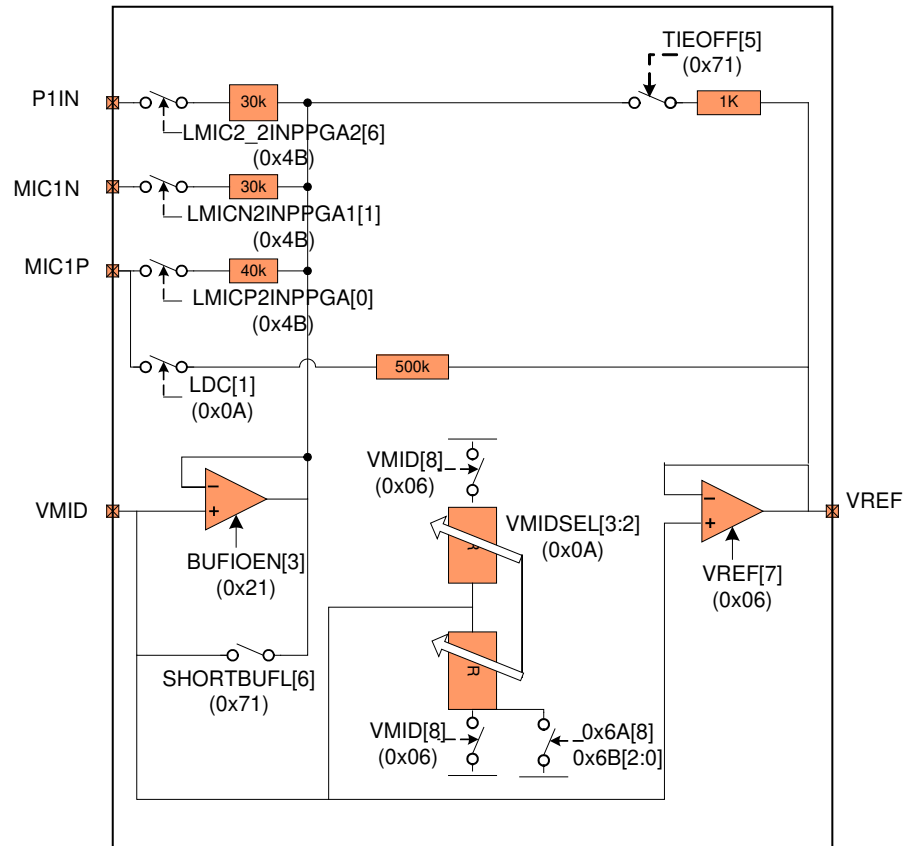 TIEOFF[5]
(0x71)
P1IN
30k
1K
LMIC2_2INPPGA2[6]
(0x4B)
MIC1N
30k
LMICN2INPPGA1[1]
(0x4B)
MIC1P
40k
LMICP2INPPGA[0]
(0x4B)
500k
LDC[1]
(0x0A)
VMID[8]
(0x06)
VMID
−
+
BUFIOEN[3]
(0x21)
R
VMIDSEL[3:2]
(0x0A)
−
+
VREF
VREF[7]
(0x06)
R
SHORTBUFL[6]
(0x71)
VMID[8]
(0x06)
0x6A[8]
0x6B[2:0]